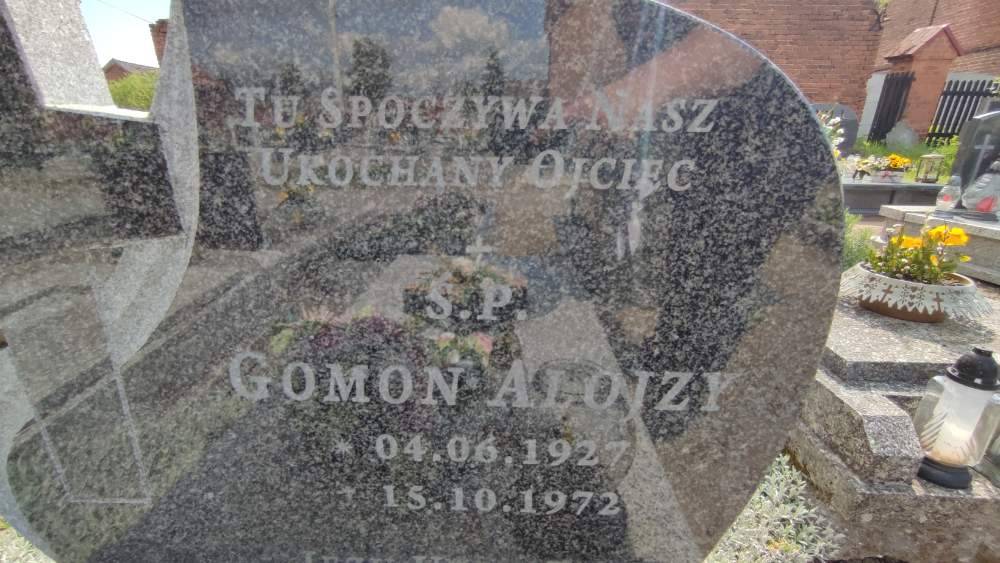 TU SPOCZYWA NASZ
UKOCHANY OJCIEC
Ś.P.
GOMON ALOJZY
* 04.06.1927
† 15.10.1972